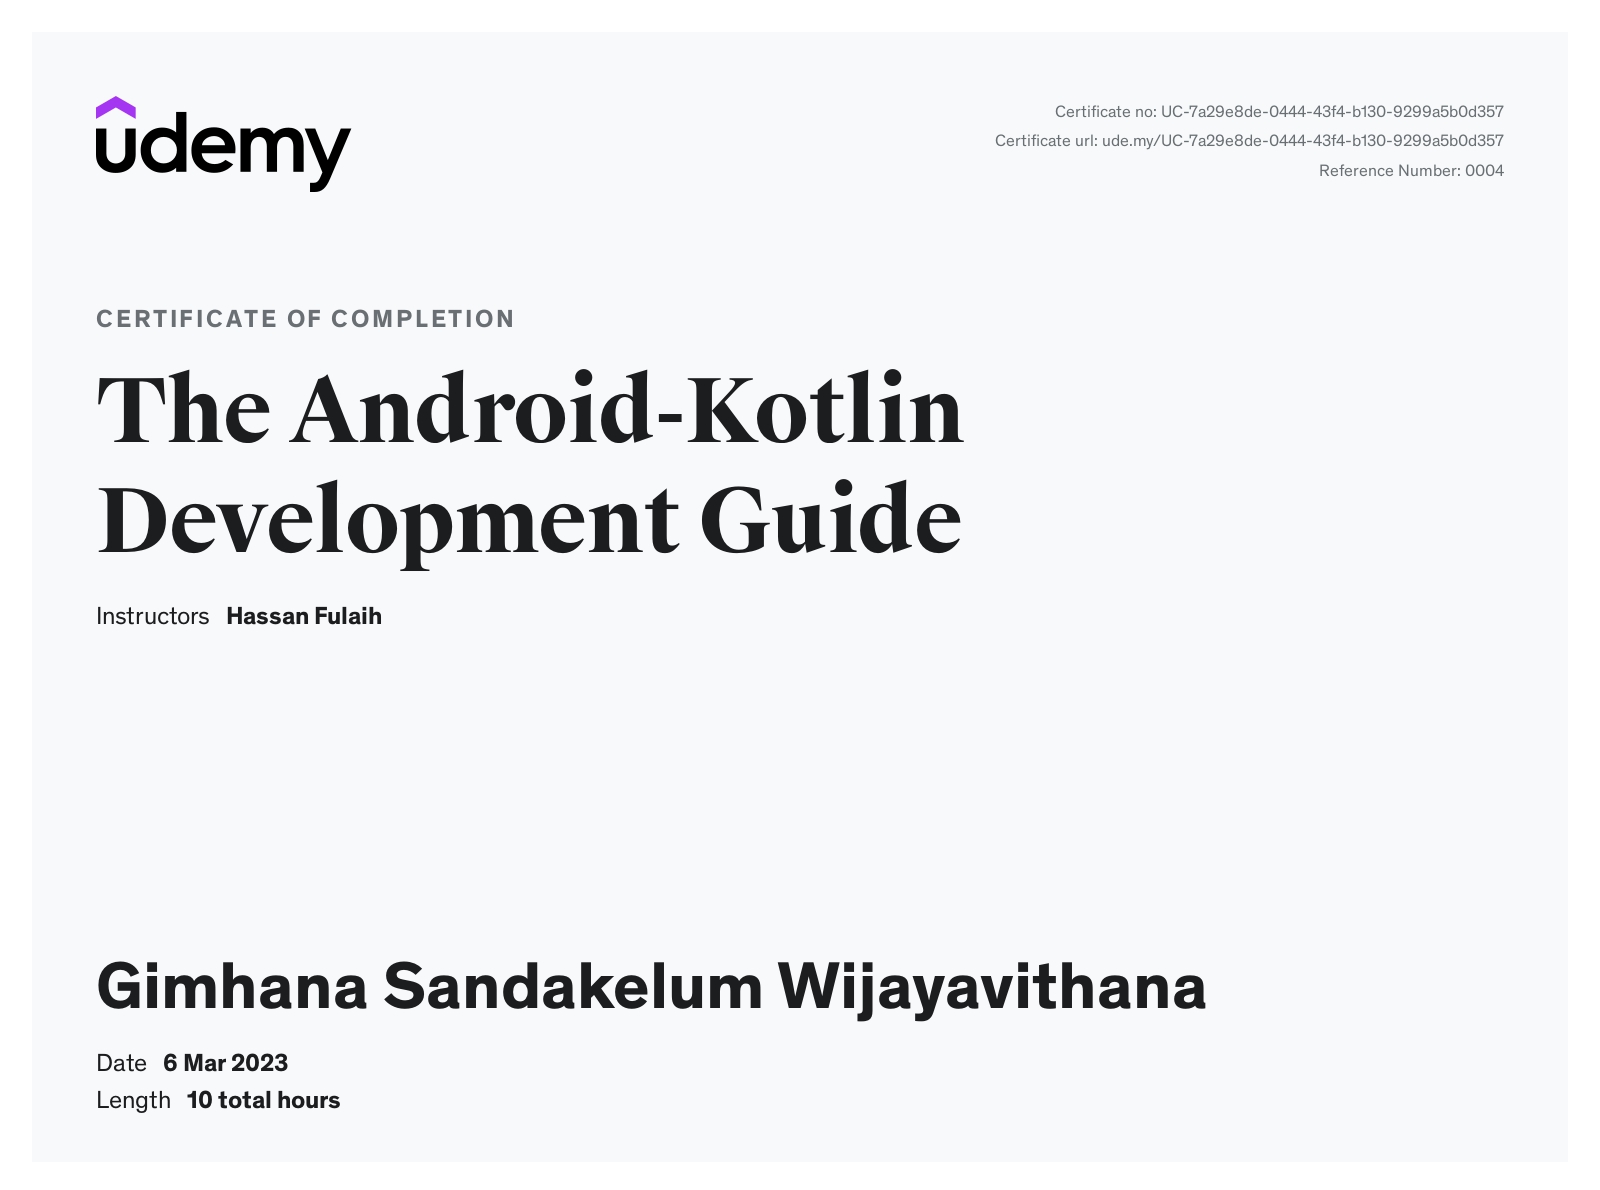 udemy
Certificate no: UC-7a29e8de-0444-43f4-b130-9299a5b0d357
Certificate url: ude.my/UC-7a29e8de-0444-43f4-b130-9299a5b0d357
Reference Number: 0004
CERTIFICATE OF COMPLETION
The Android-Kotlin
Development Guide
Instructors Hassan Fulaih
Gimhana Sandakelum Wijayavithana
Date 6 Mar 2023
Length 10 total hours